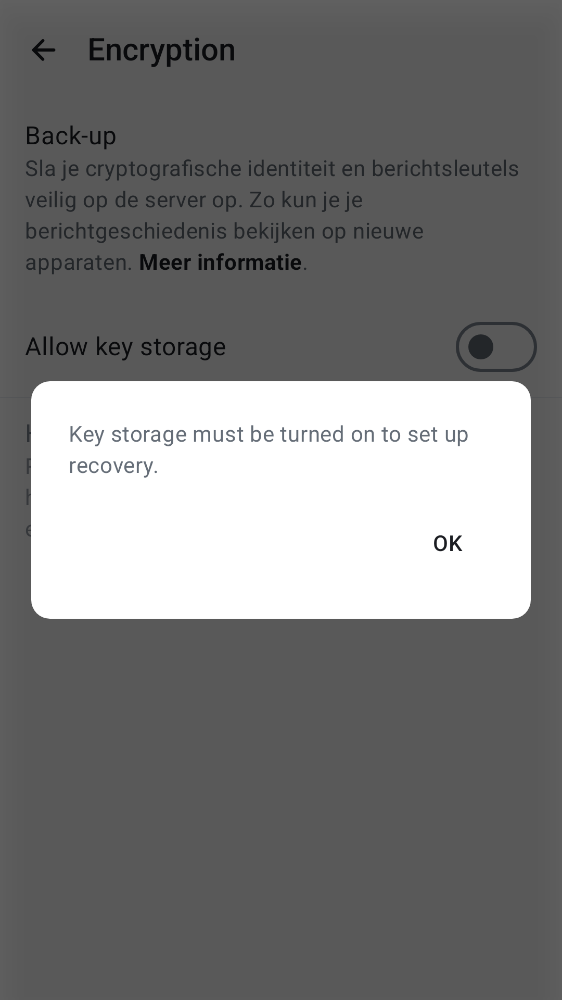 Encryption
Back-up
Sla je cryptografische identiteit en berichtsleutels
veilig op de server op. Zo kun je je
berichtgeschiedenis bekijken op nieuwe
apparaten. Meer informatie.
Allow key storage
Key storage must be turned on to set up
recovery.
OK